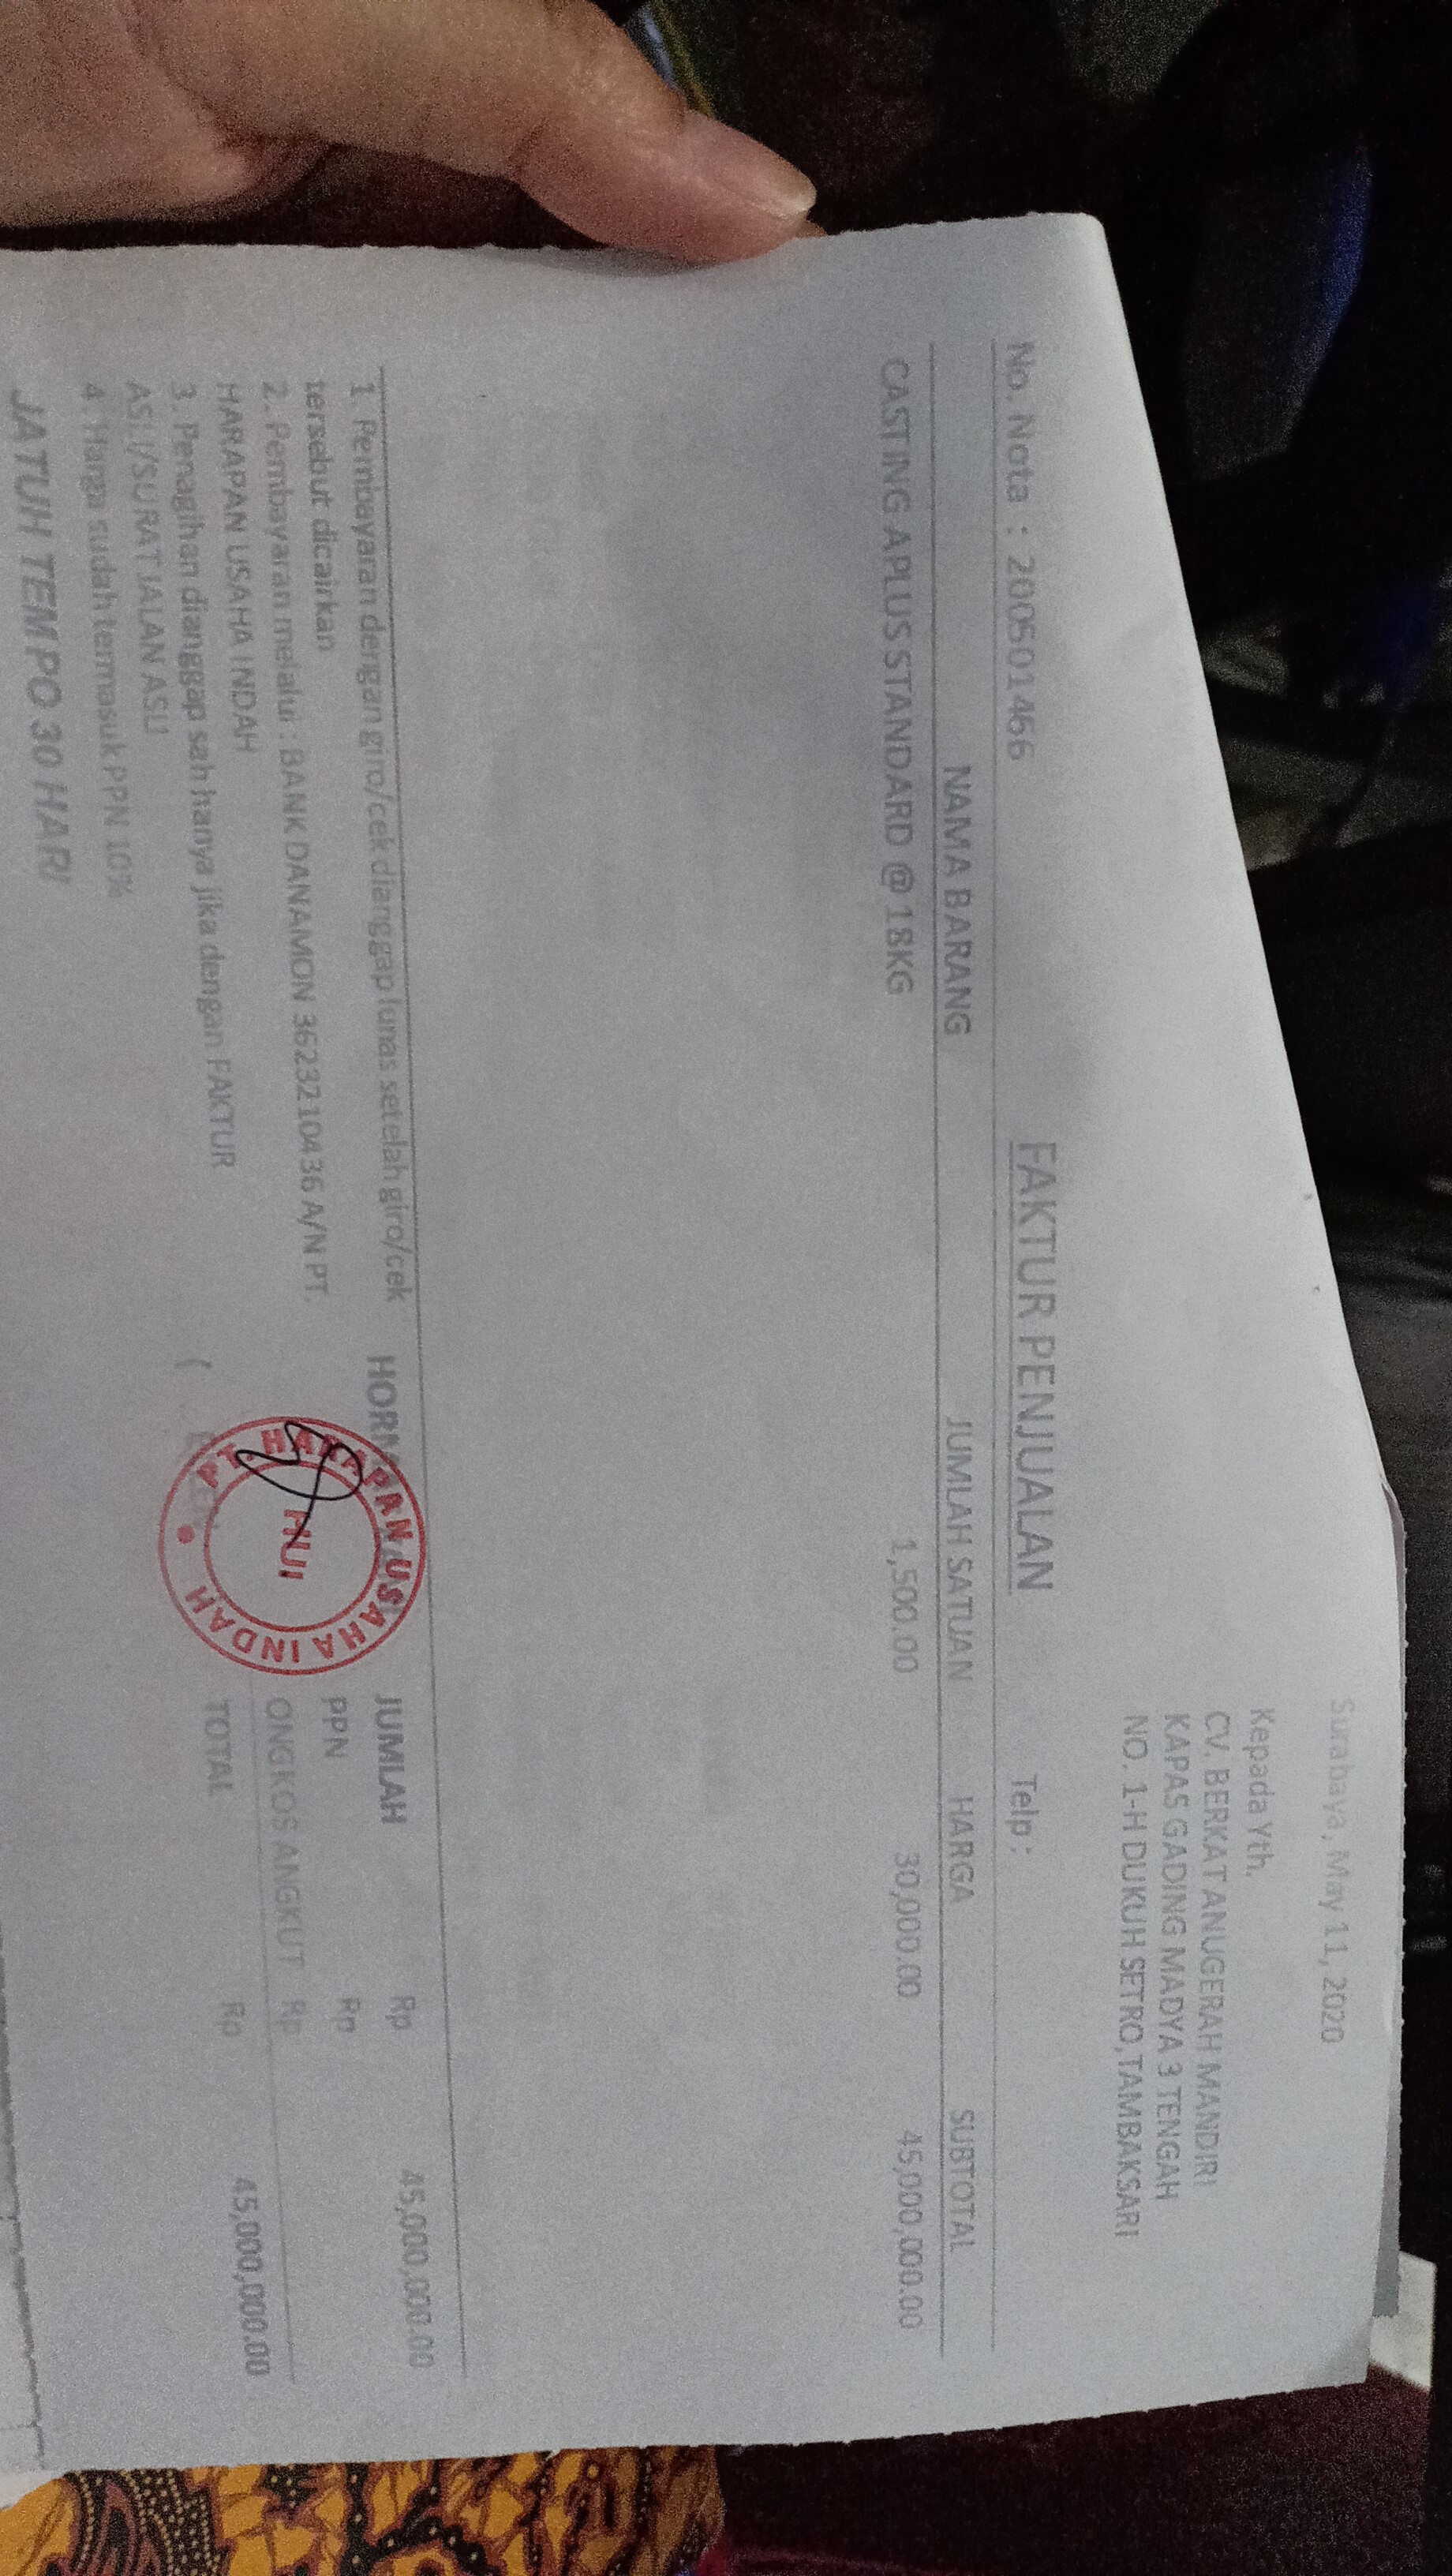 Surabaya, May 11, 2020
Kepada Yth.
CV. BERKAT ANUGERAH MANDIRI
KAPAS GADING MADYA 3 TENGAH
NO. 1-H DUKUH SETRO,TAMBAKSARI
FAKTUR PENJUALAN
No. Nota : 200501466 Telp :
NAMA BARANG JUMLAH SATUAN HARGA SUBTOTAL
CASTING APLUS STANDARD @ 18KG 1,500.00 30,000.00 45,000,000.00
1. Pembayaran dengan giro/cek dianggap lunas setelah giro/cek
tersebut dicairkan
2. Pembayaran melalui : BANK DANAMON 3623210436 A/N PT.
HARAPAN USAHA INDAH
3. Penagihan dianggap sah hanya jika dengan FAKTUR
ASLI/SURAT JALAN ASLI
4. Harga sudah termasuk PPN 10%
JATUH TEMPO 30 HARI
PT. HARAPAN USAHA INDAH
HUI
JUMLAH Rp 45,000,000.00
PPN Rp
ONGKOS ANGKUT Rp
TOTAL Rp 45,000,000.00